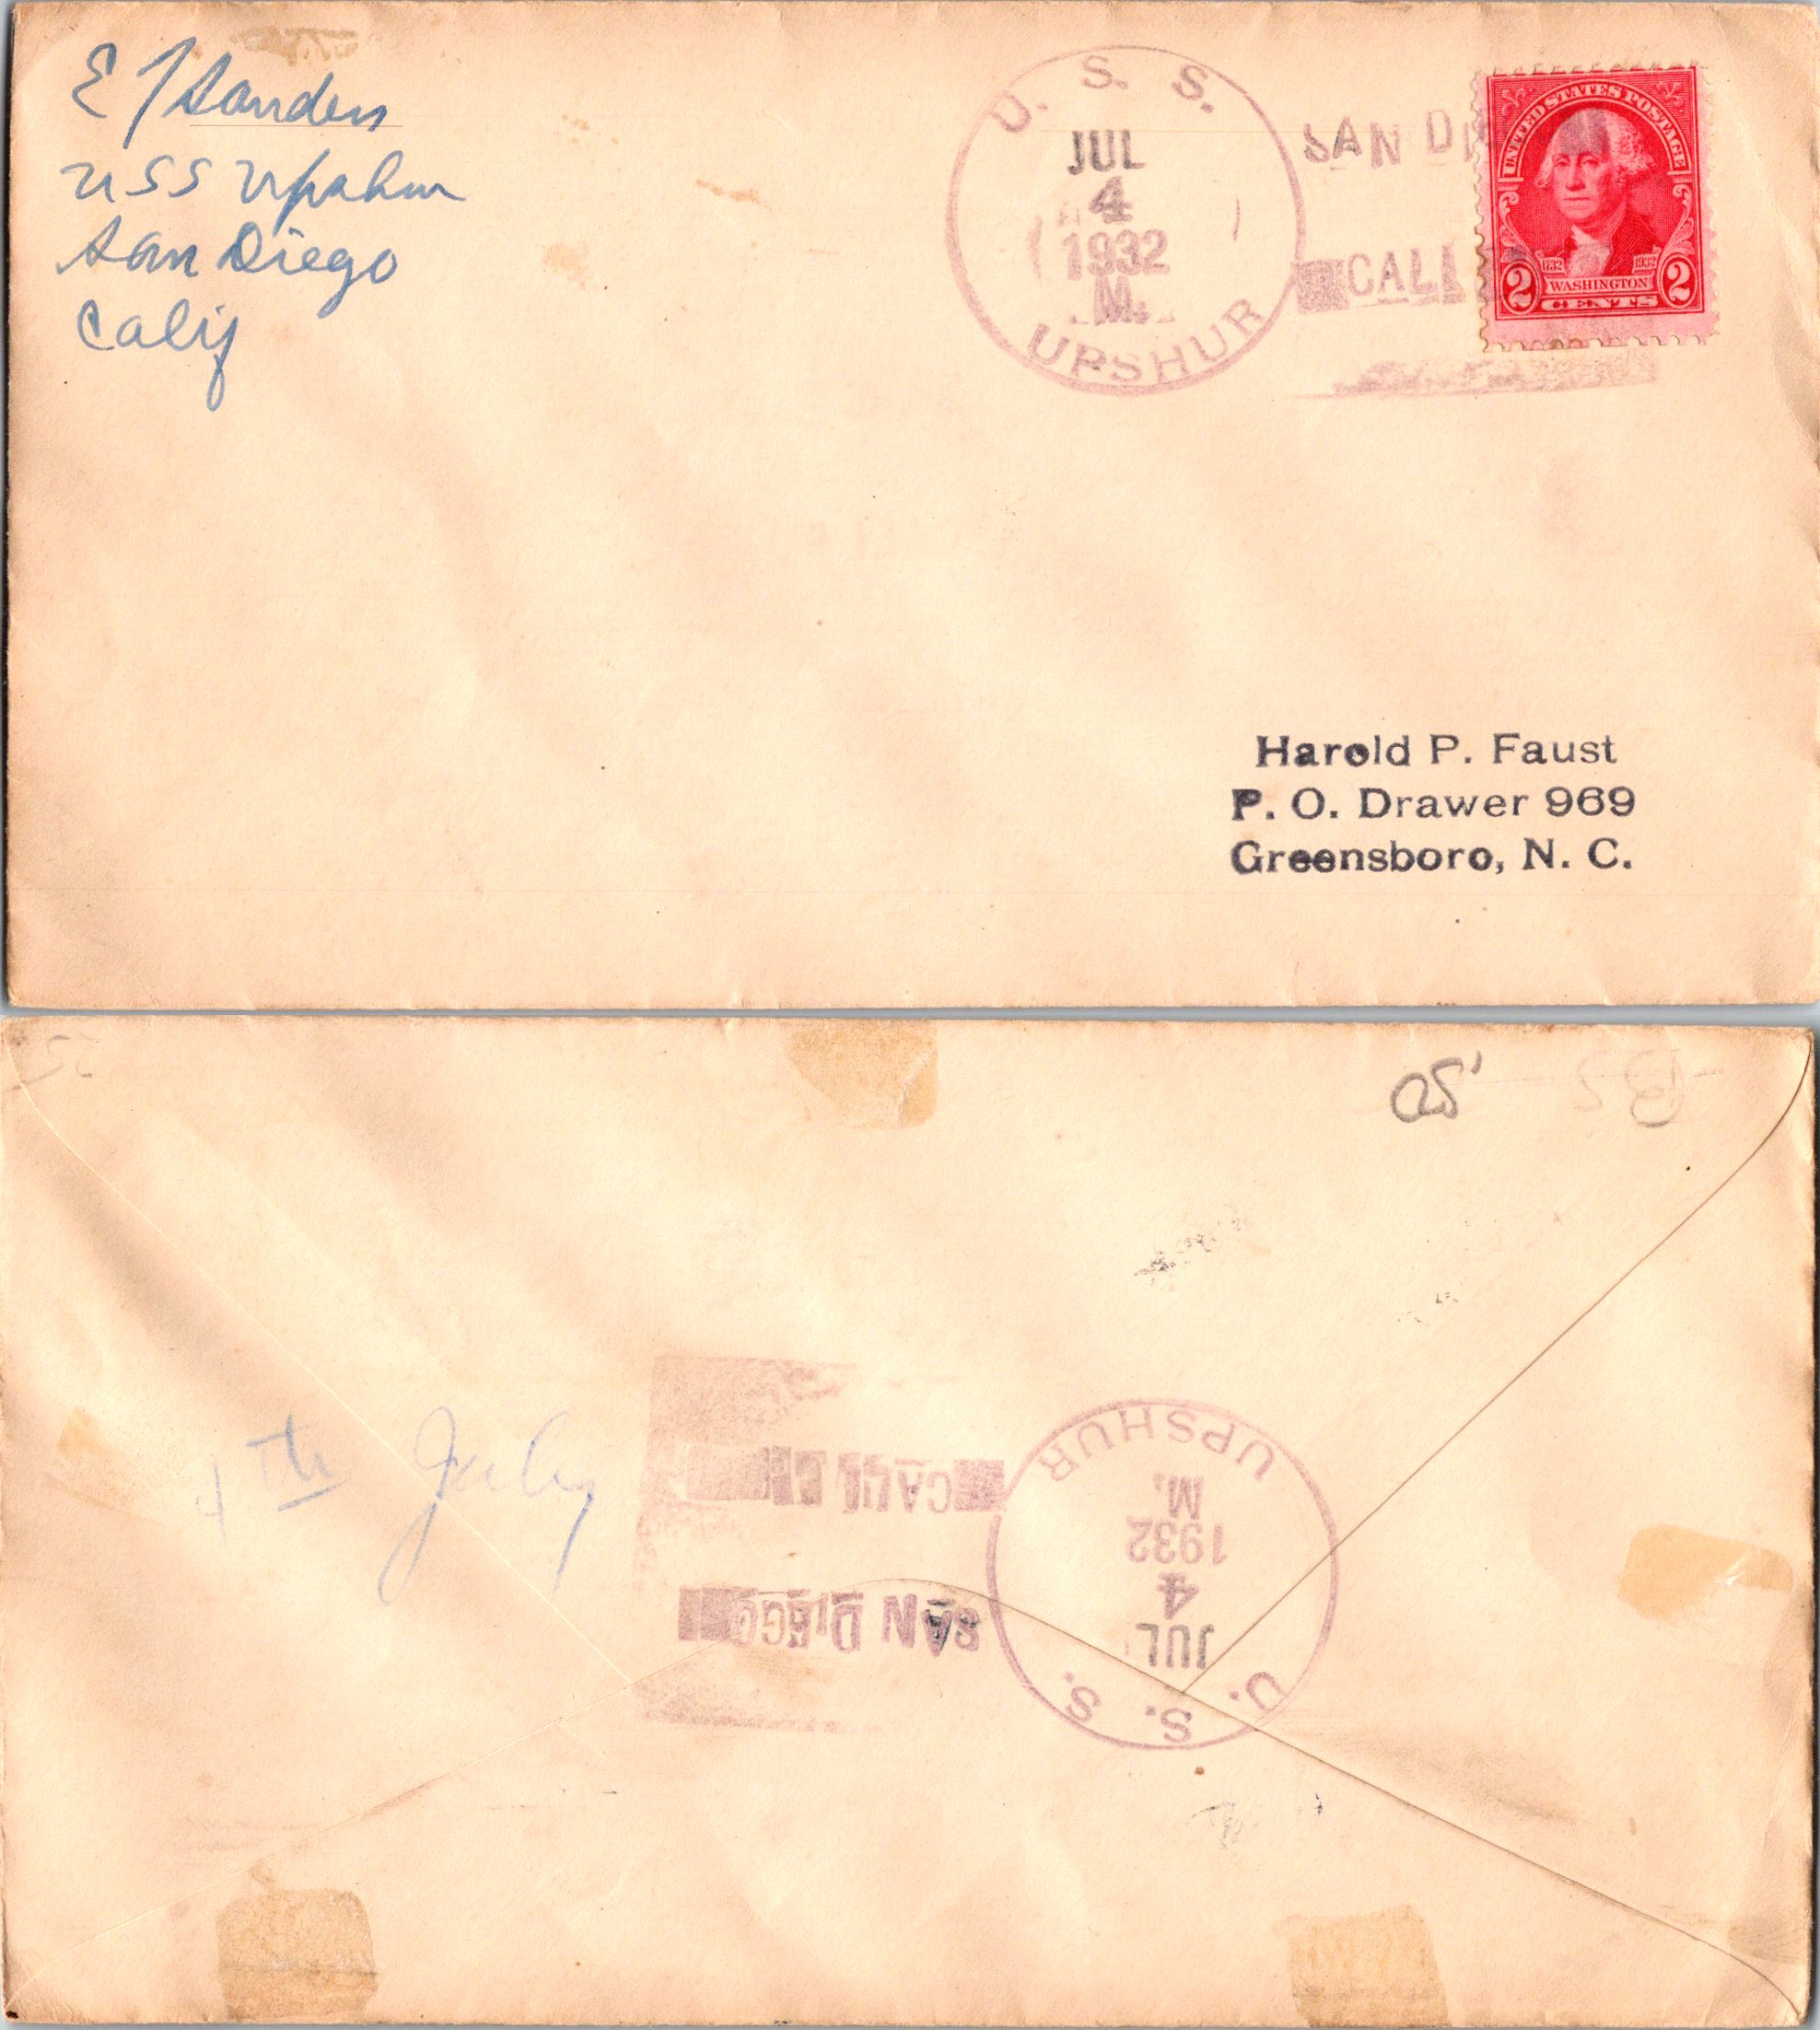 E J Sanders
USS Upshur
San Diego
Calif
U. S. S.
JUL
4
1932
M.
UPSHUR
SAN DI
CALI
UNITED STATES POSTAGE
1732
1932
2
WASHINGTON
2
CENTS
Harold P. Faust
P. O. Drawer 969
Greensboro, N. C.
4th July
UPSHUR
M.
1932
4
JUL
U. S. S.
CALIF
SAN DIEGO